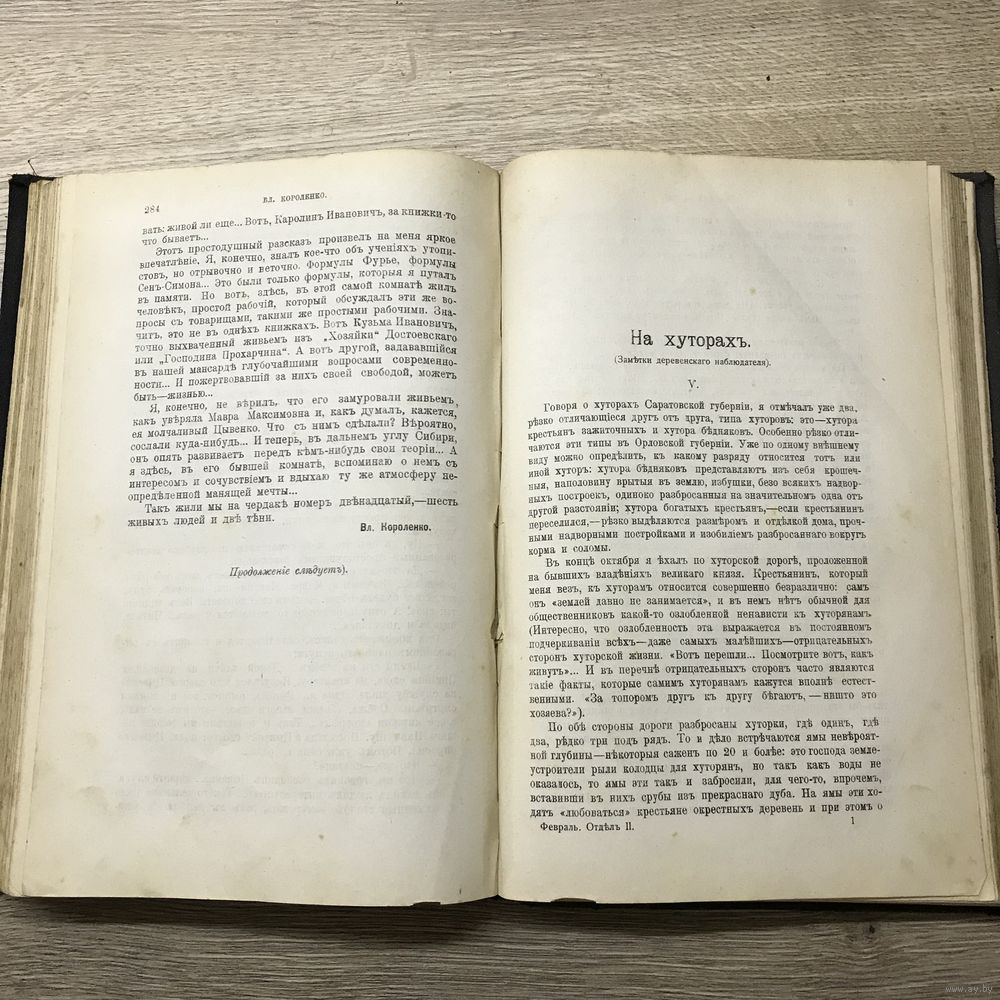 284
ВЛ. КОРОЛЕНКО.
вать: живой ли еще... Вотъ, Каролинъ Ивановичъ, за книжки-то
что бываетъ...
Этотъ простодушный разсказъ произвелъ на меня яркое
впечатлѣніе. Я, конечно, зналъ кое-что объ ученіяхъ утопи-
стовъ, но отрывочно и неточно. Формулы Фурье, формулы
Сенъ-Симона... Это были только формулы, которыя я путалъ
въ памяти. Но вотъ, здѣсь, въ этой самой комнатѣ жилъ
человѣкъ, простой рабочій, который обсуждалъ эти же во-
просы съ товарищами, такими же простыми рабочими. Зна-
читъ, это не въ однѣхъ книжкахъ. Вотъ Кузьма Ивановичъ,
точно выхваченный живьемъ изъ „Хозяйки“ Достоевскаго
или „Господина Прохарчина“. А вотъ другой, задававшійся
въ нашей мансардѣ глубочайшими вопросами современно-
ности... И пожертвовавшій за нихъ своей свободой, можетъ
быть—жизнью...
Я, конечно, не вѣрилъ, что его замуровали живьемъ,
какъ увѣряла Мавра Максимовна и, какъ думалъ, кажется,
ея молчаливый Цывенко. Что съ нимъ сдѣлали? Вѣроятно,
сослали куда-нибудь... И теперь, въ дальнемъ углу Сибири,
онъ опять развиваетъ передъ кѣмъ-нибудь свои теоріи... А
я здѣсь, въ его бывшей комнатѣ, вспоминаю о немъ съ
интересомъ и сочувствіемъ и вдыхаю ту же атмосферу не-
опредѣленной манящей мечты...
Такъ жили мы на чердакѣ номеръ двѣнадцатый,—шесть
живыхъ людей и двѣ тѣни.
Вл. Короленко.
Продолженіе слѣдуетъ).
На хуторахъ.
(Замѣтки деревенскаго наблюдателя).
V.
Говоря о хуторахъ Саратовской губерніи, я отмѣчалъ уже два,
рѣзко отличающіеся другъ отъ друга, типа хуторовъ: это—хутора
крестьянъ зажиточныхъ и хутора бѣдняковъ. Особенно рѣзко отли-
чаются эти типы въ Орловской губерніи. Уже по одному внѣшнему
виду можно опредѣлить, къ какому разряду относится тотъ или
иной хуторъ: хутора бѣдняковъ представляютъ изъ себя крошеч-
ныя, наполовину врытыя въ землю, избушки, безо всякихъ надвор-
ныхъ построекъ, одиноко разбросанныя на значительномъ одна отъ
другой разстояніи; хутора богатыхъ крестьянъ,—если крестьянинъ
переселился,—рѣзко выдѣляются размѣромъ и отдѣлкой дома, проч-
ными надворными постройками и изобиліемъ разбросаннаго вокругъ
корма и соломы.
Въ концѣ октября я ѣхалъ по хуторской дорогѣ, проложенной
на бывшихъ владѣніяхъ великаго князя. Крестьянинъ, который
меня везъ, къ хуторамъ относится совершенно безразлично: самъ
онъ «землей давно не занимается», и въ немъ нѣтъ обычной для
общественниковъ какой-то озлобленной ненависти къ хуторянамъ
(Интересно, что озлобленность эта выражается въ постоянномъ
подчеркиваніи всѣхъ—даже самыхъ малѣйшихъ—отрицательныхъ
сторонъ хуторской жизни. «Вотъ перешли... Посмотрите вотъ, какъ
живутъ»... И въ перечнѣ отрицательныхъ сторонъ часто являются
такіе факты, которые самимъ хуторянамъ кажутся вполнѣ естест-
венными. «За топоромъ другъ къ другу бѣгаютъ,—ништо это
хозяева?»).
По обѣ стороны дороги разбросаны хуторки, гдѣ одинъ, гдѣ
два, рѣдко три подъ рядъ. То и дѣло встрѣчаются ямы невѣроят-
ной глубины—нѣкоторыя саженъ по 20 и болѣе: это господа земле-
устроители рыли колодцы для хуторянъ, но такъ какъ воды не
оказалось, то ямы эти такъ и забросили, для чего-то, впрочемъ,
вставивши въ нихъ срубы изъ прекраснаго дуба. На ямы эти хо-
дятъ «любоваться» крестьяне окрестныхъ деревень и при этомъ о
Февраль. Отдѣлъ II.
1
www.ay.by